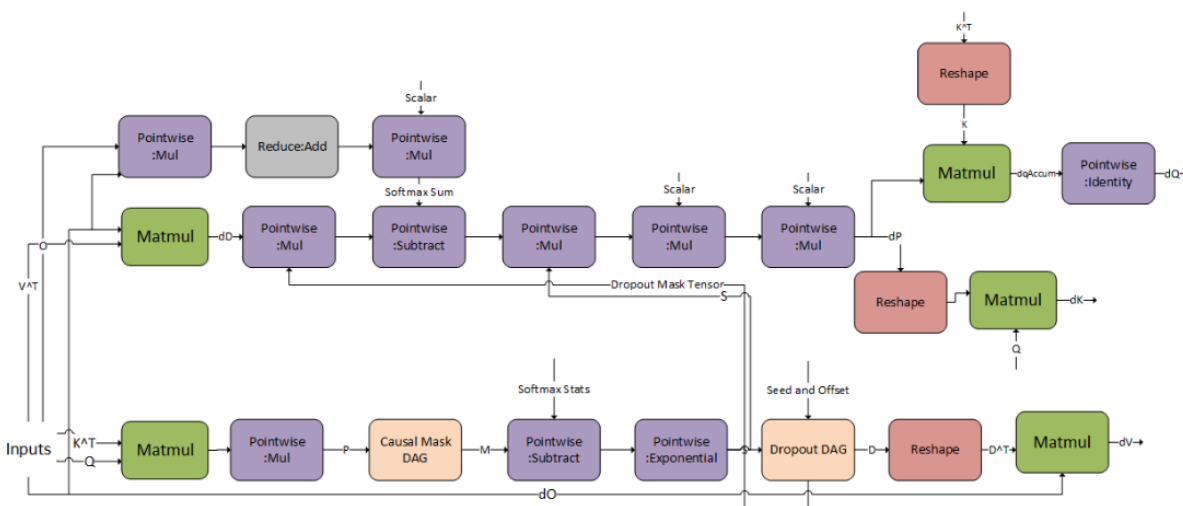 K^T
Reshape
Scalar
K
Pointwise
:Mul
Reduce:Add
Pointwise
:Mul
Matmul
dqAccum
Pointwise
:Identity
dQ
Softmax Sum
Scalar
Scalar
O
V^T
Matmul
dD
Pointwise
:Mul
Pointwise
:Subtract
Pointwise
:Mul
Pointwise
:Mul
Pointwise
:Mul
dP
Dropout Mask Tensor
S
Reshape
Matmul
dK
Q
Softmax Stats
Seed and Offset
Inputs
K^T
Q
Matmul
Pointwise
:Mul
P
Causal Mask
DAG
M
Pointwise
:Subtract
Pointwise
:Exponential
S
Dropout DAG
D
Reshape
D^T
Matmul
dV
dO